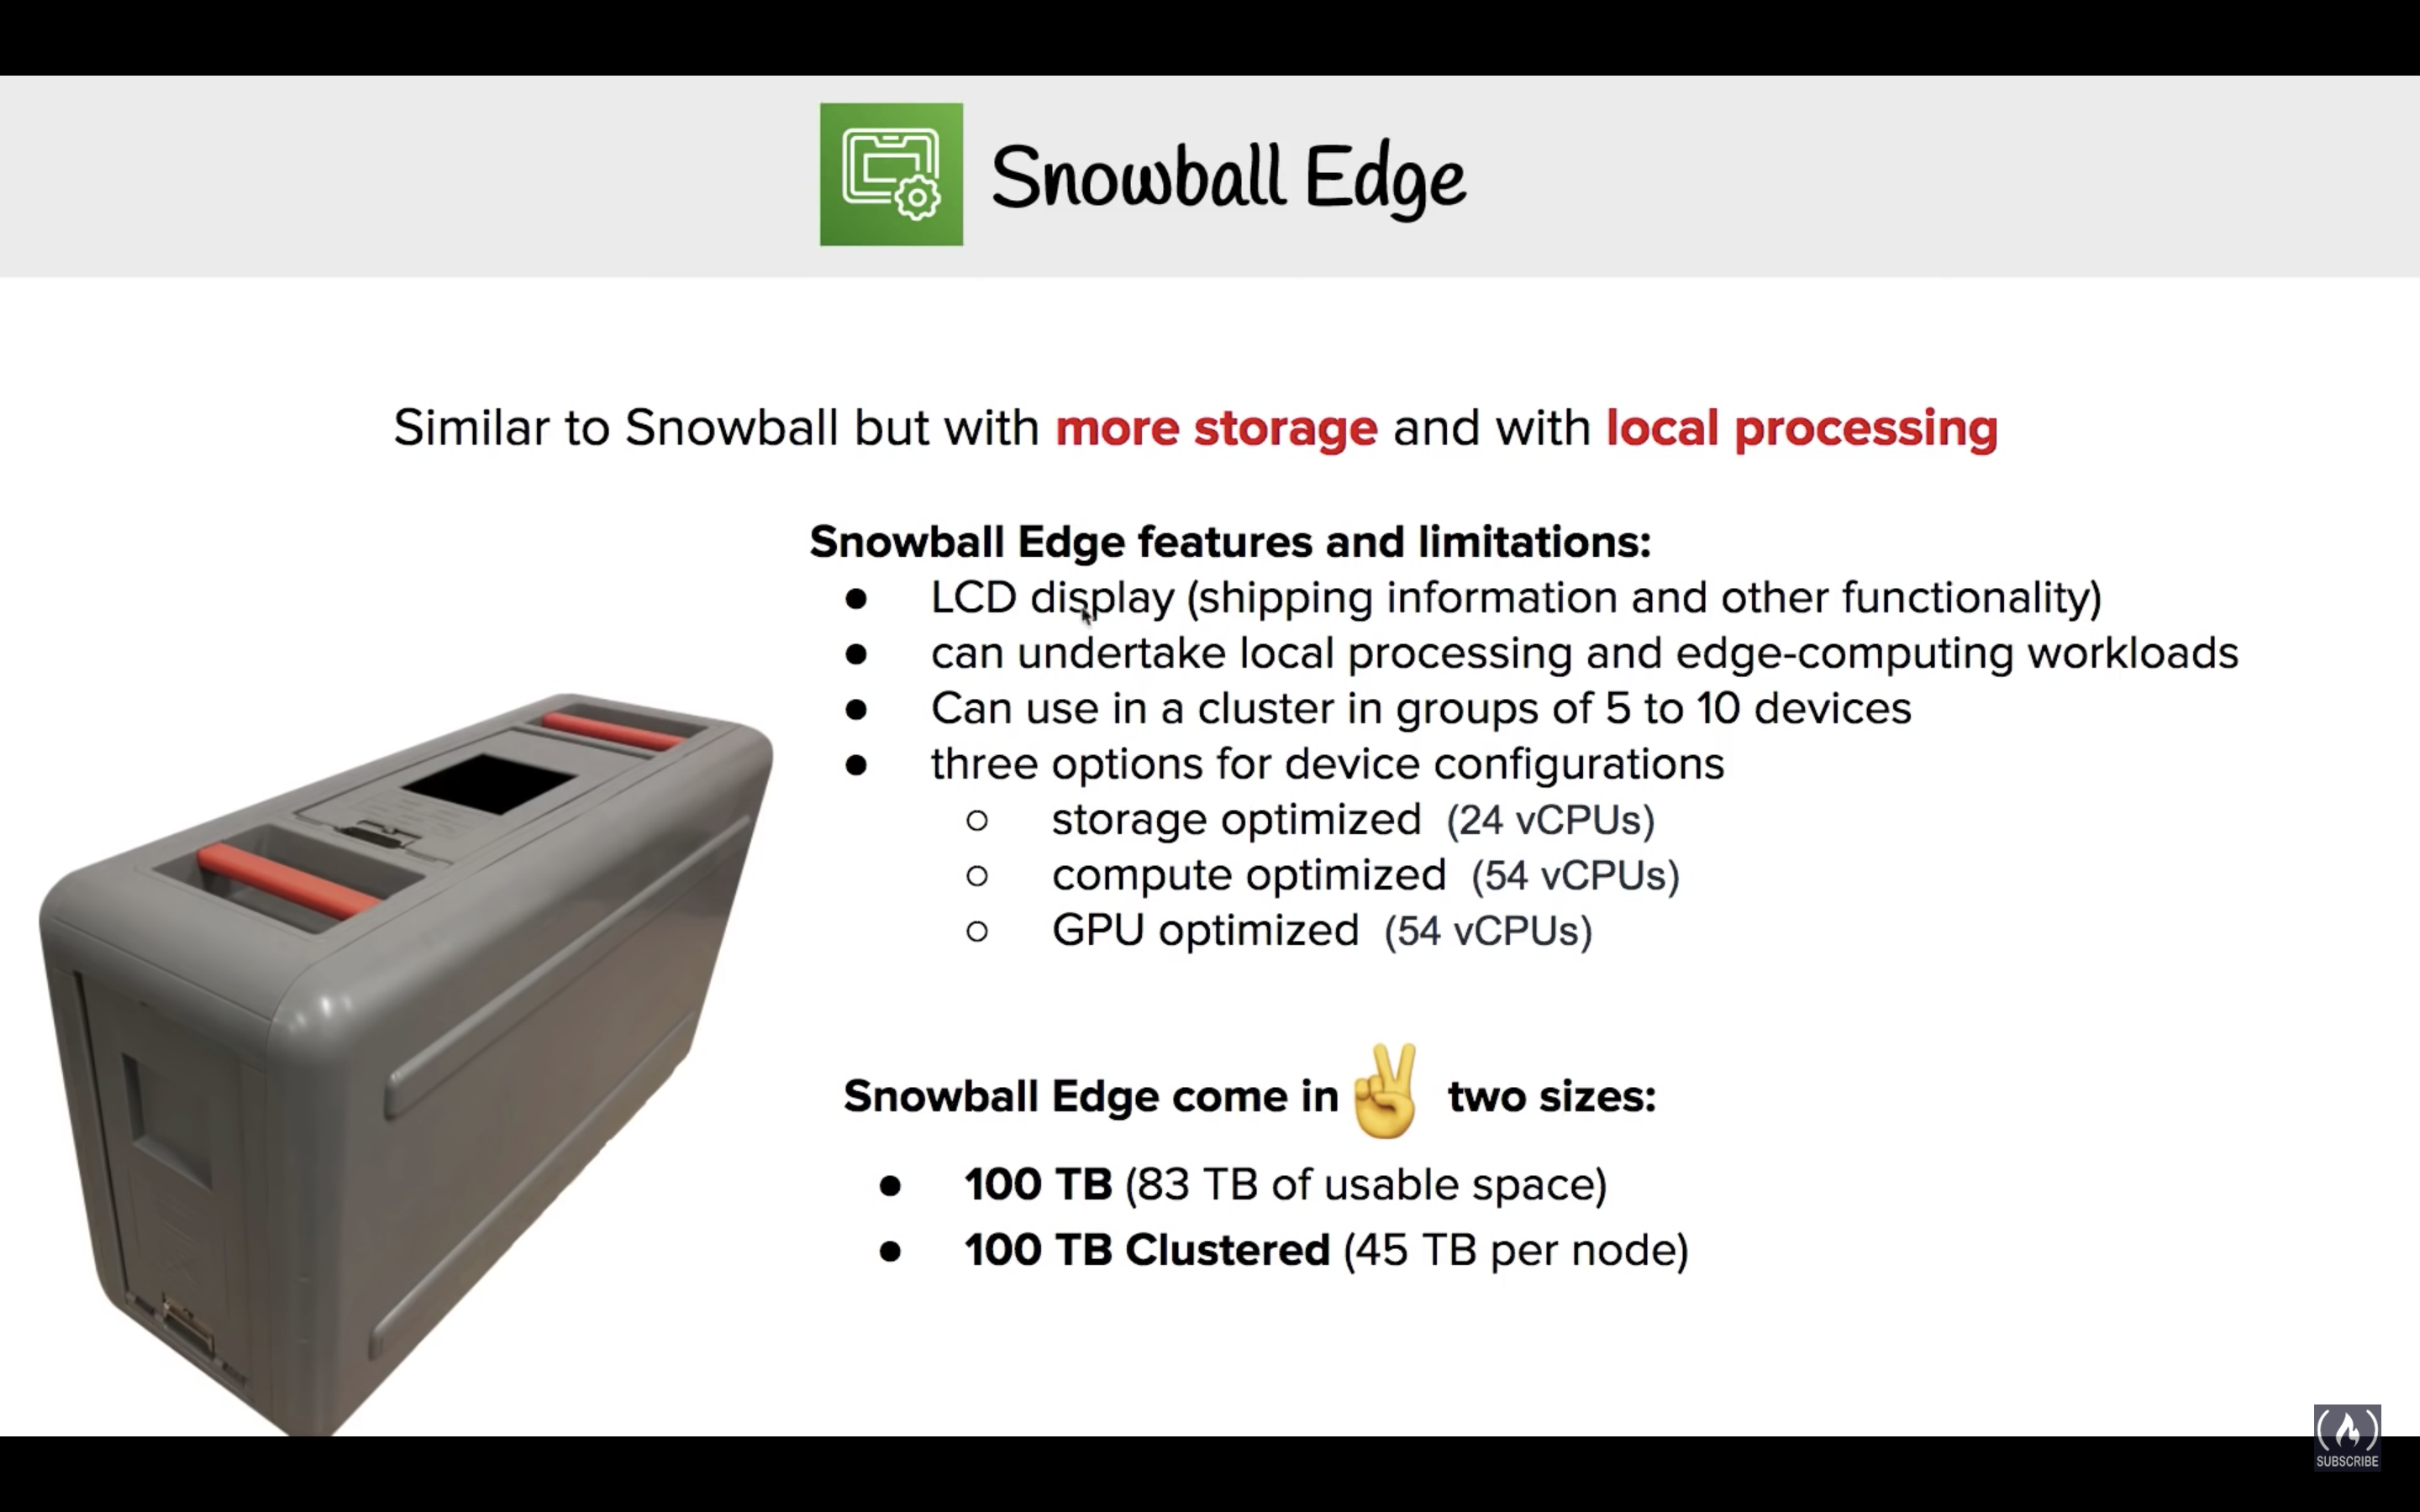 Snowball Edge
Similar to Snowball but with more storage and with local processing
Snowball Edge features and limitations:
● LCD display (shipping information and other functionality)
● can undertake local processing and edge-computing workloads
● Can use in a cluster in groups of 5 to 10 devices
● three options for device configurations
○ storage optimized (24 vCPUs)
○ compute optimized (54 vCPUs)
○ GPU optimized (54 vCPUs)
Snowball Edge come in ✌️ two sizes:
● 100 TB (83 TB of usable space)
● 100 TB Clustered (45 TB per node)
SUBSCRIBE